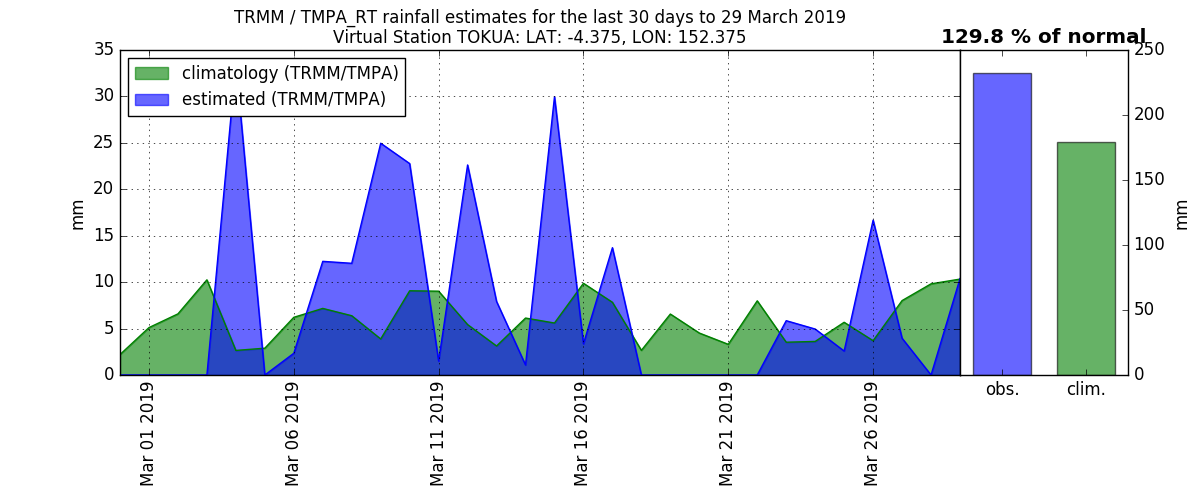 TRMM / TMPA_RT rainfall estimates for the last 30 days to 29 March 2019
Virtual Station TOKUA: LAT: -4.375, LON: 152.375
129.8 % of normal
climatology (TRMM/TMPA)
estimated (TRMM/TMPA)
35
30
25
20
15
10
5
0
mm
Mar 01 2019
Mar 06 2019
Mar 11 2019
Mar 16 2019
Mar 21 2019
Mar 26 2019
obs.
clim.
250
200
150
100
50
0
mm